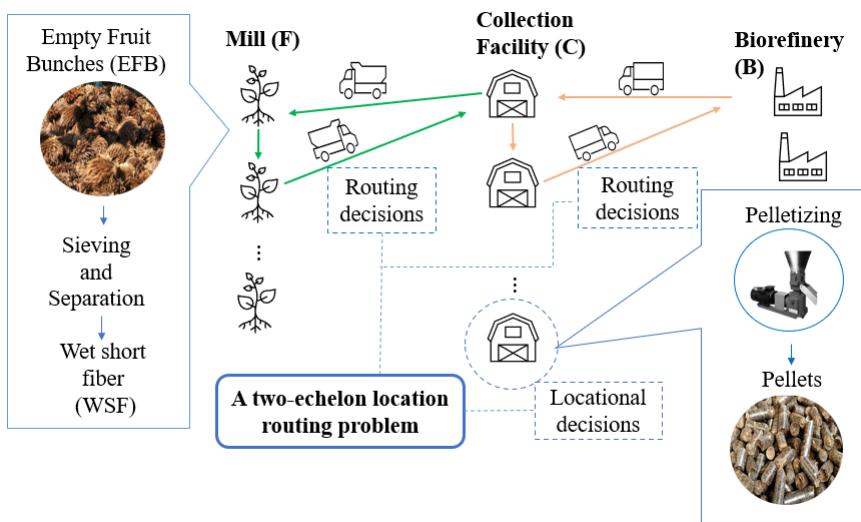 Empty Fruit
Bunches (EFB)
Sieving
and
Separation
Wet short
fiber
(WSF)
Mill (F)
Collection
Facility (C)
Biorefinery
(B)
Routing
decisions
Routing
decisions
...
...
A two-echelon location
routing problem
Locational
decisions
Pelletizing
Pellets